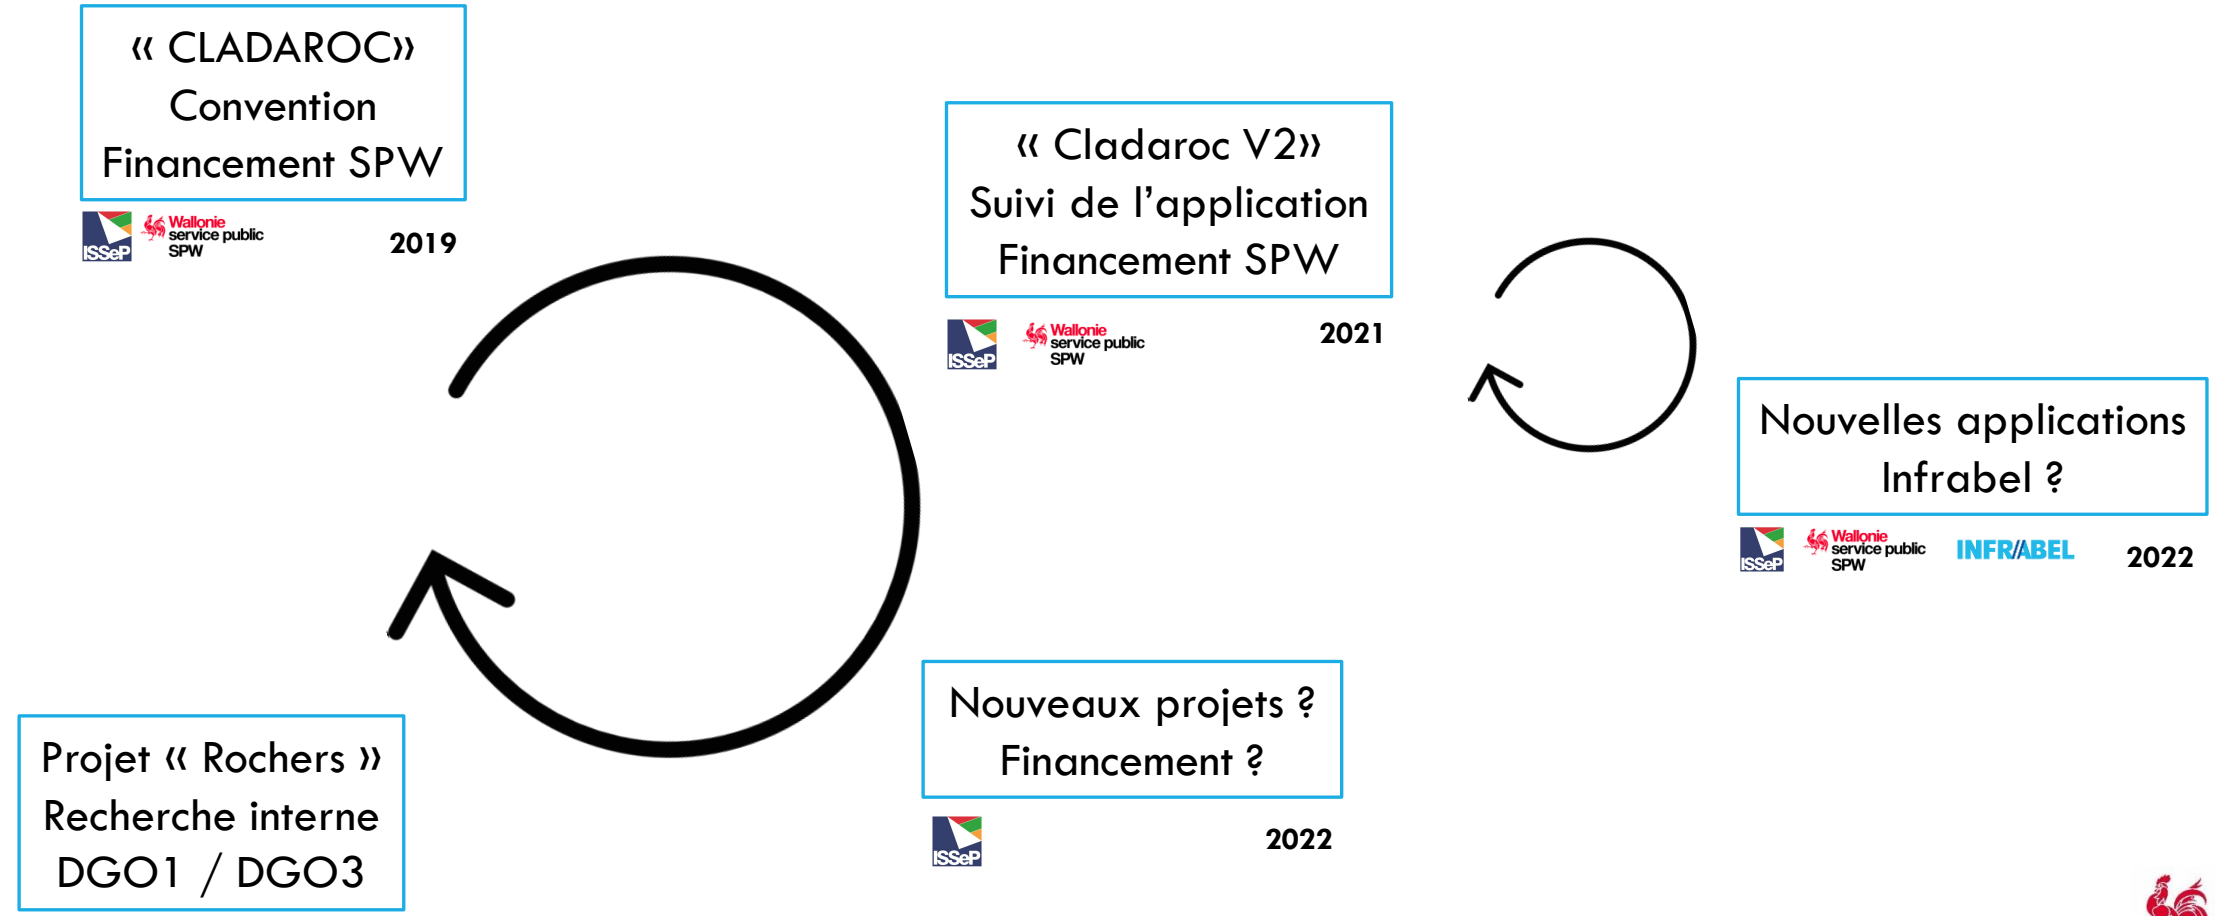 « CLADAROC»
Convention
Financement SPW
ISSeP
Wallonie
service public
SPW
2019
« Cladaroc V2»
Suivi de l’application
Financement SPW
ISSeP
Wallonie
service public
SPW
2021
Nouvelles applications
Infrabel ?
ISSeP
Wallonie
service public
SPW
INFRABEL
2022
Nouveaux projets ?
Financement ?
ISSeP
2022
Projet « Rochers »
Recherche interne
DGO1 / DGO3